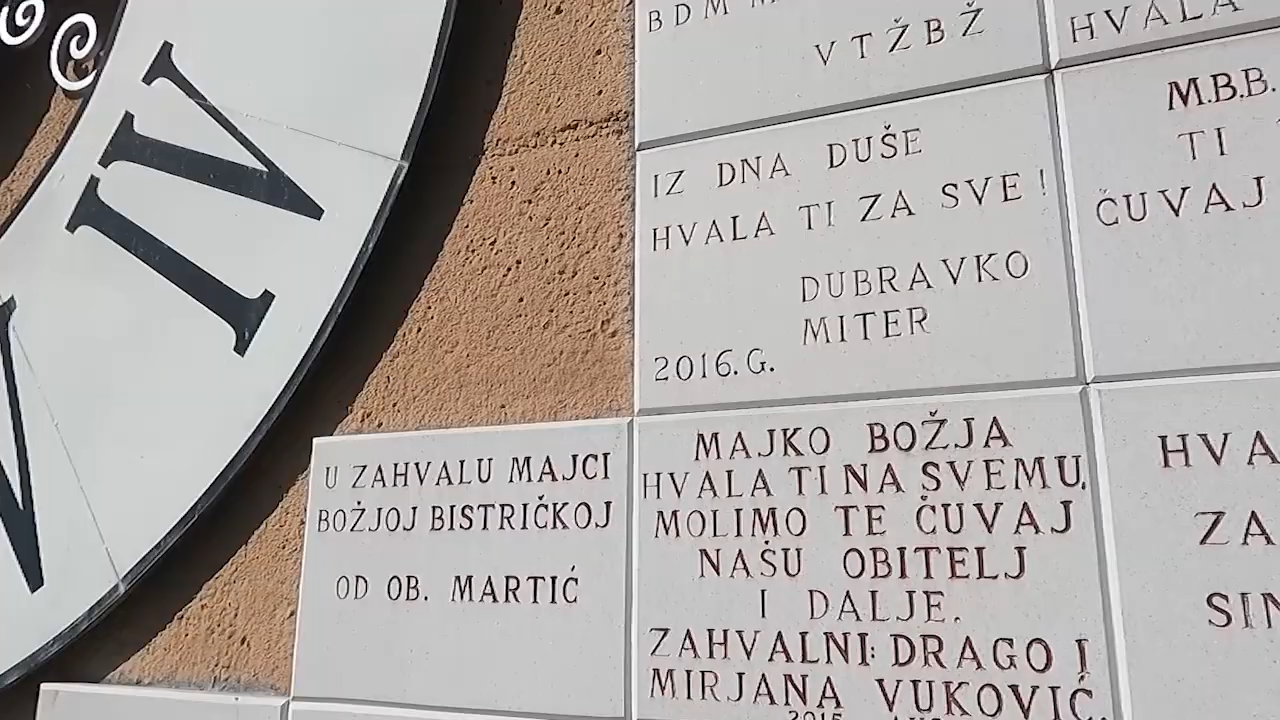 IV
V
BDM
VTŽBŽ
HVALA
IZ DNA DUŠE
HVALA TI ZA SVE!
DUBRAVKO
MITER
2016.G.
M.B.B.
TI
ČUVAJ
U ZAHVALU MAJCI
BOŽJOJ BISTRIČKOJ
OD OB. MARTIĆ
MAJKO BOŽJA
HVALA TI NA SVEMU,
MOLIMO TE ČUVAJ
NAŠU OBITELJ
I DALJE.
ZAHVALNI: DRAGO I
MIRJANA VUKOVIĆ.
2015
ZA